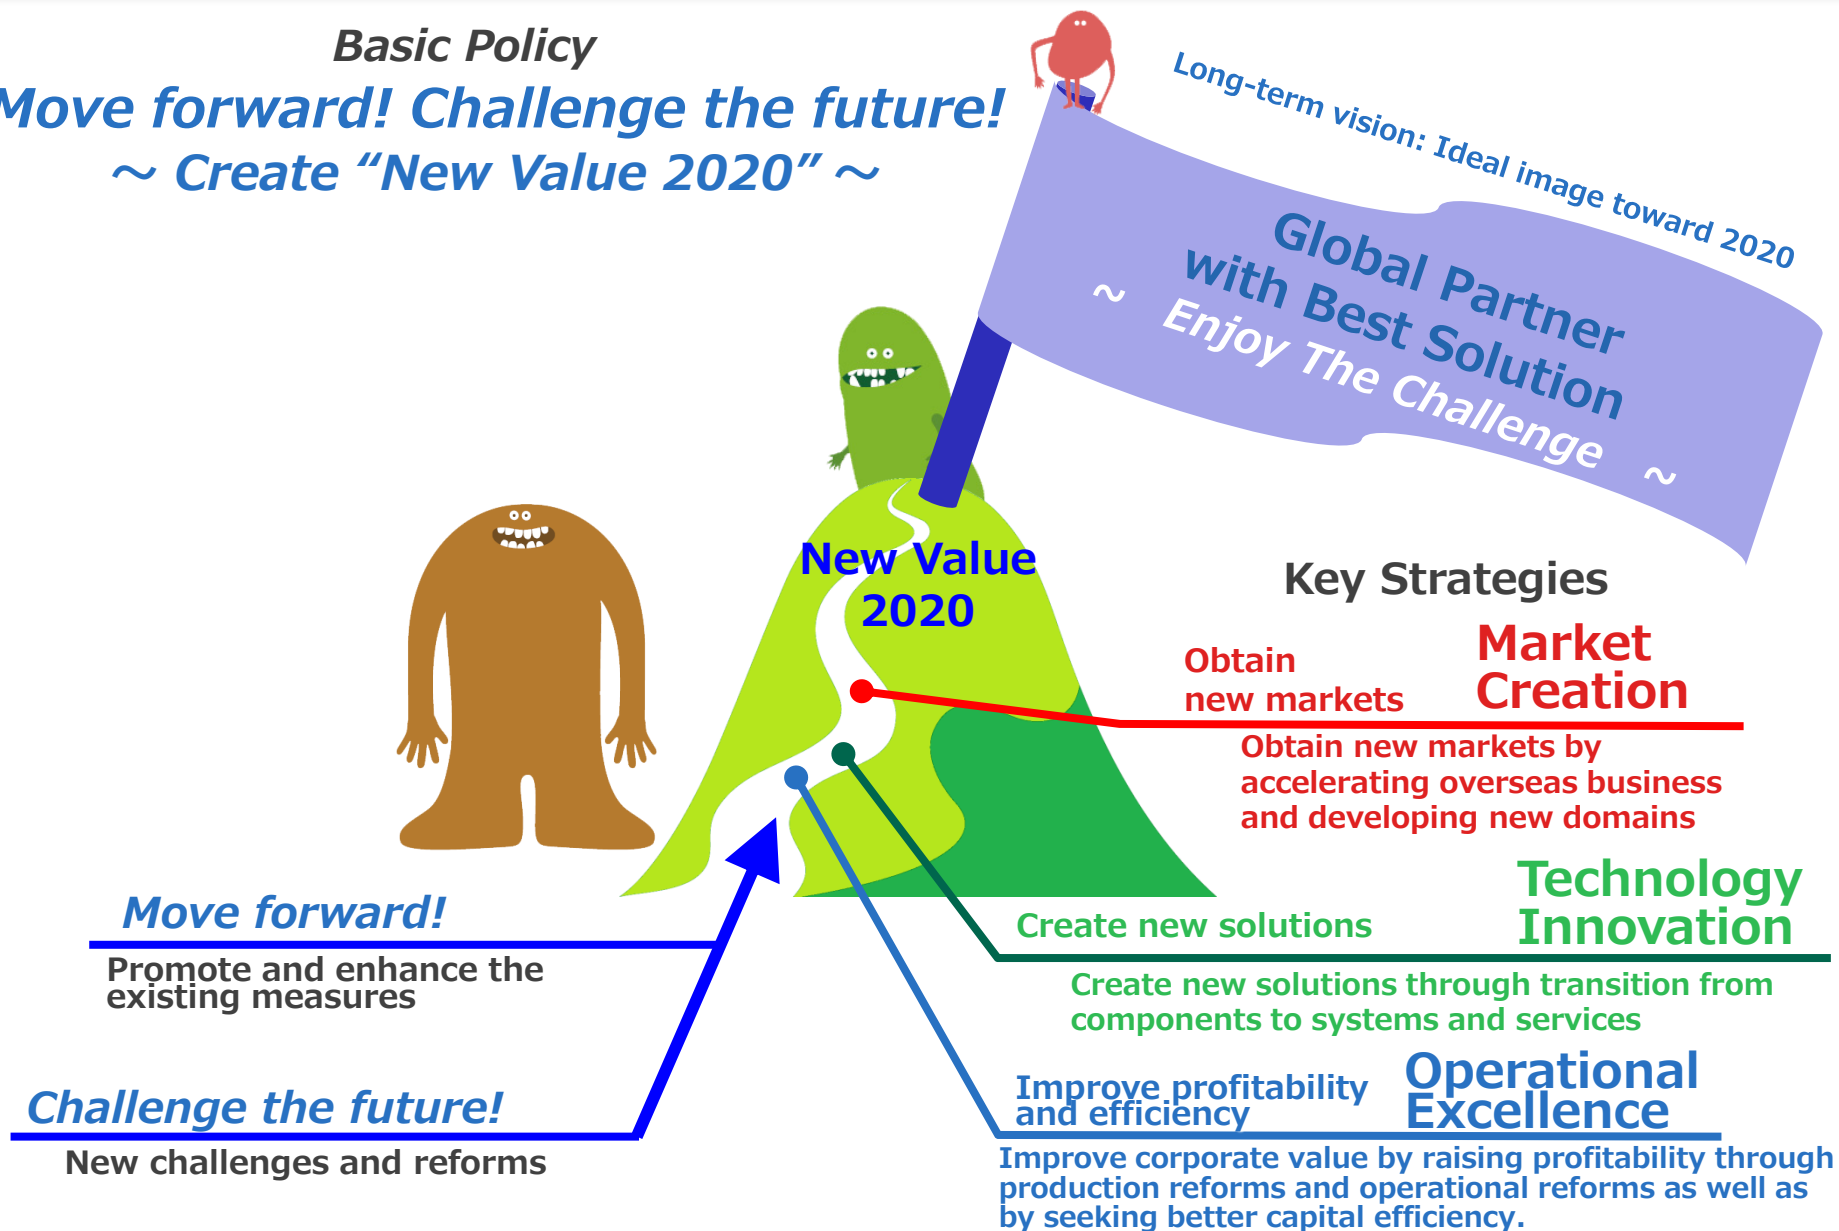 Basic Policy
Move forward! Challenge the future!
～ Create “New Value 2020” ～
Long-term vision: Ideal image toward 2020
Global Partner
with Best Solution
~ Enjoy The Challenge ~
New Value
2020
Key Strategies
Obtain
new markets
Market
Creation
Obtain new markets by
accelerating overseas business
and developing new domains
Create new solutions
Technology
Innovation
Create new solutions through transition from
components to systems and services
Improve profitability
and efficiency
Operational
Excellence
Improve corporate value by raising profitability through
production reforms and operational reforms as well as
by seeking better capital efficiency.
Move forward!
Promote and enhance the
existing measures
Challenge the future!
New challenges and reforms